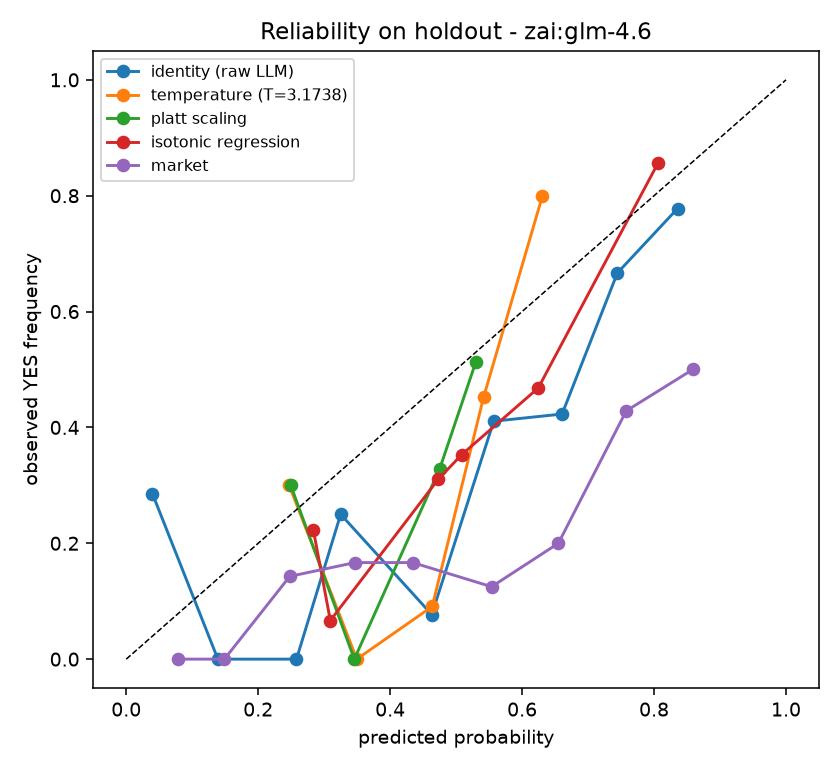 Reliability on holdout - zai:glm-4.6
identity (raw LLM)
temperature (T=3.1738)
platt scaling
isotonic regression
market
observed YES frequency
1.0
0.8
0.6
0.4
0.2
0.0
0.0 0.2 0.4 0.6 0.8 1.0
predicted probability